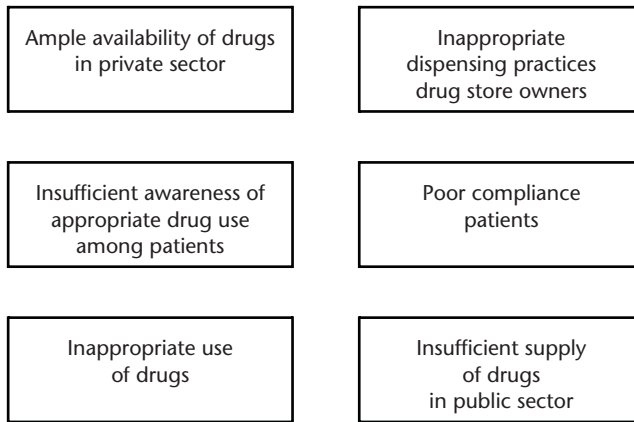 Ample availability of drugs
in private sector
Inappropriate
dispensing practices
drug store owners
Insufficient awareness of
appropriate drug use
among patients
Poor compliance
patients
Inappropriate use
of drugs
Insufficient supply
of drugs
in public sector